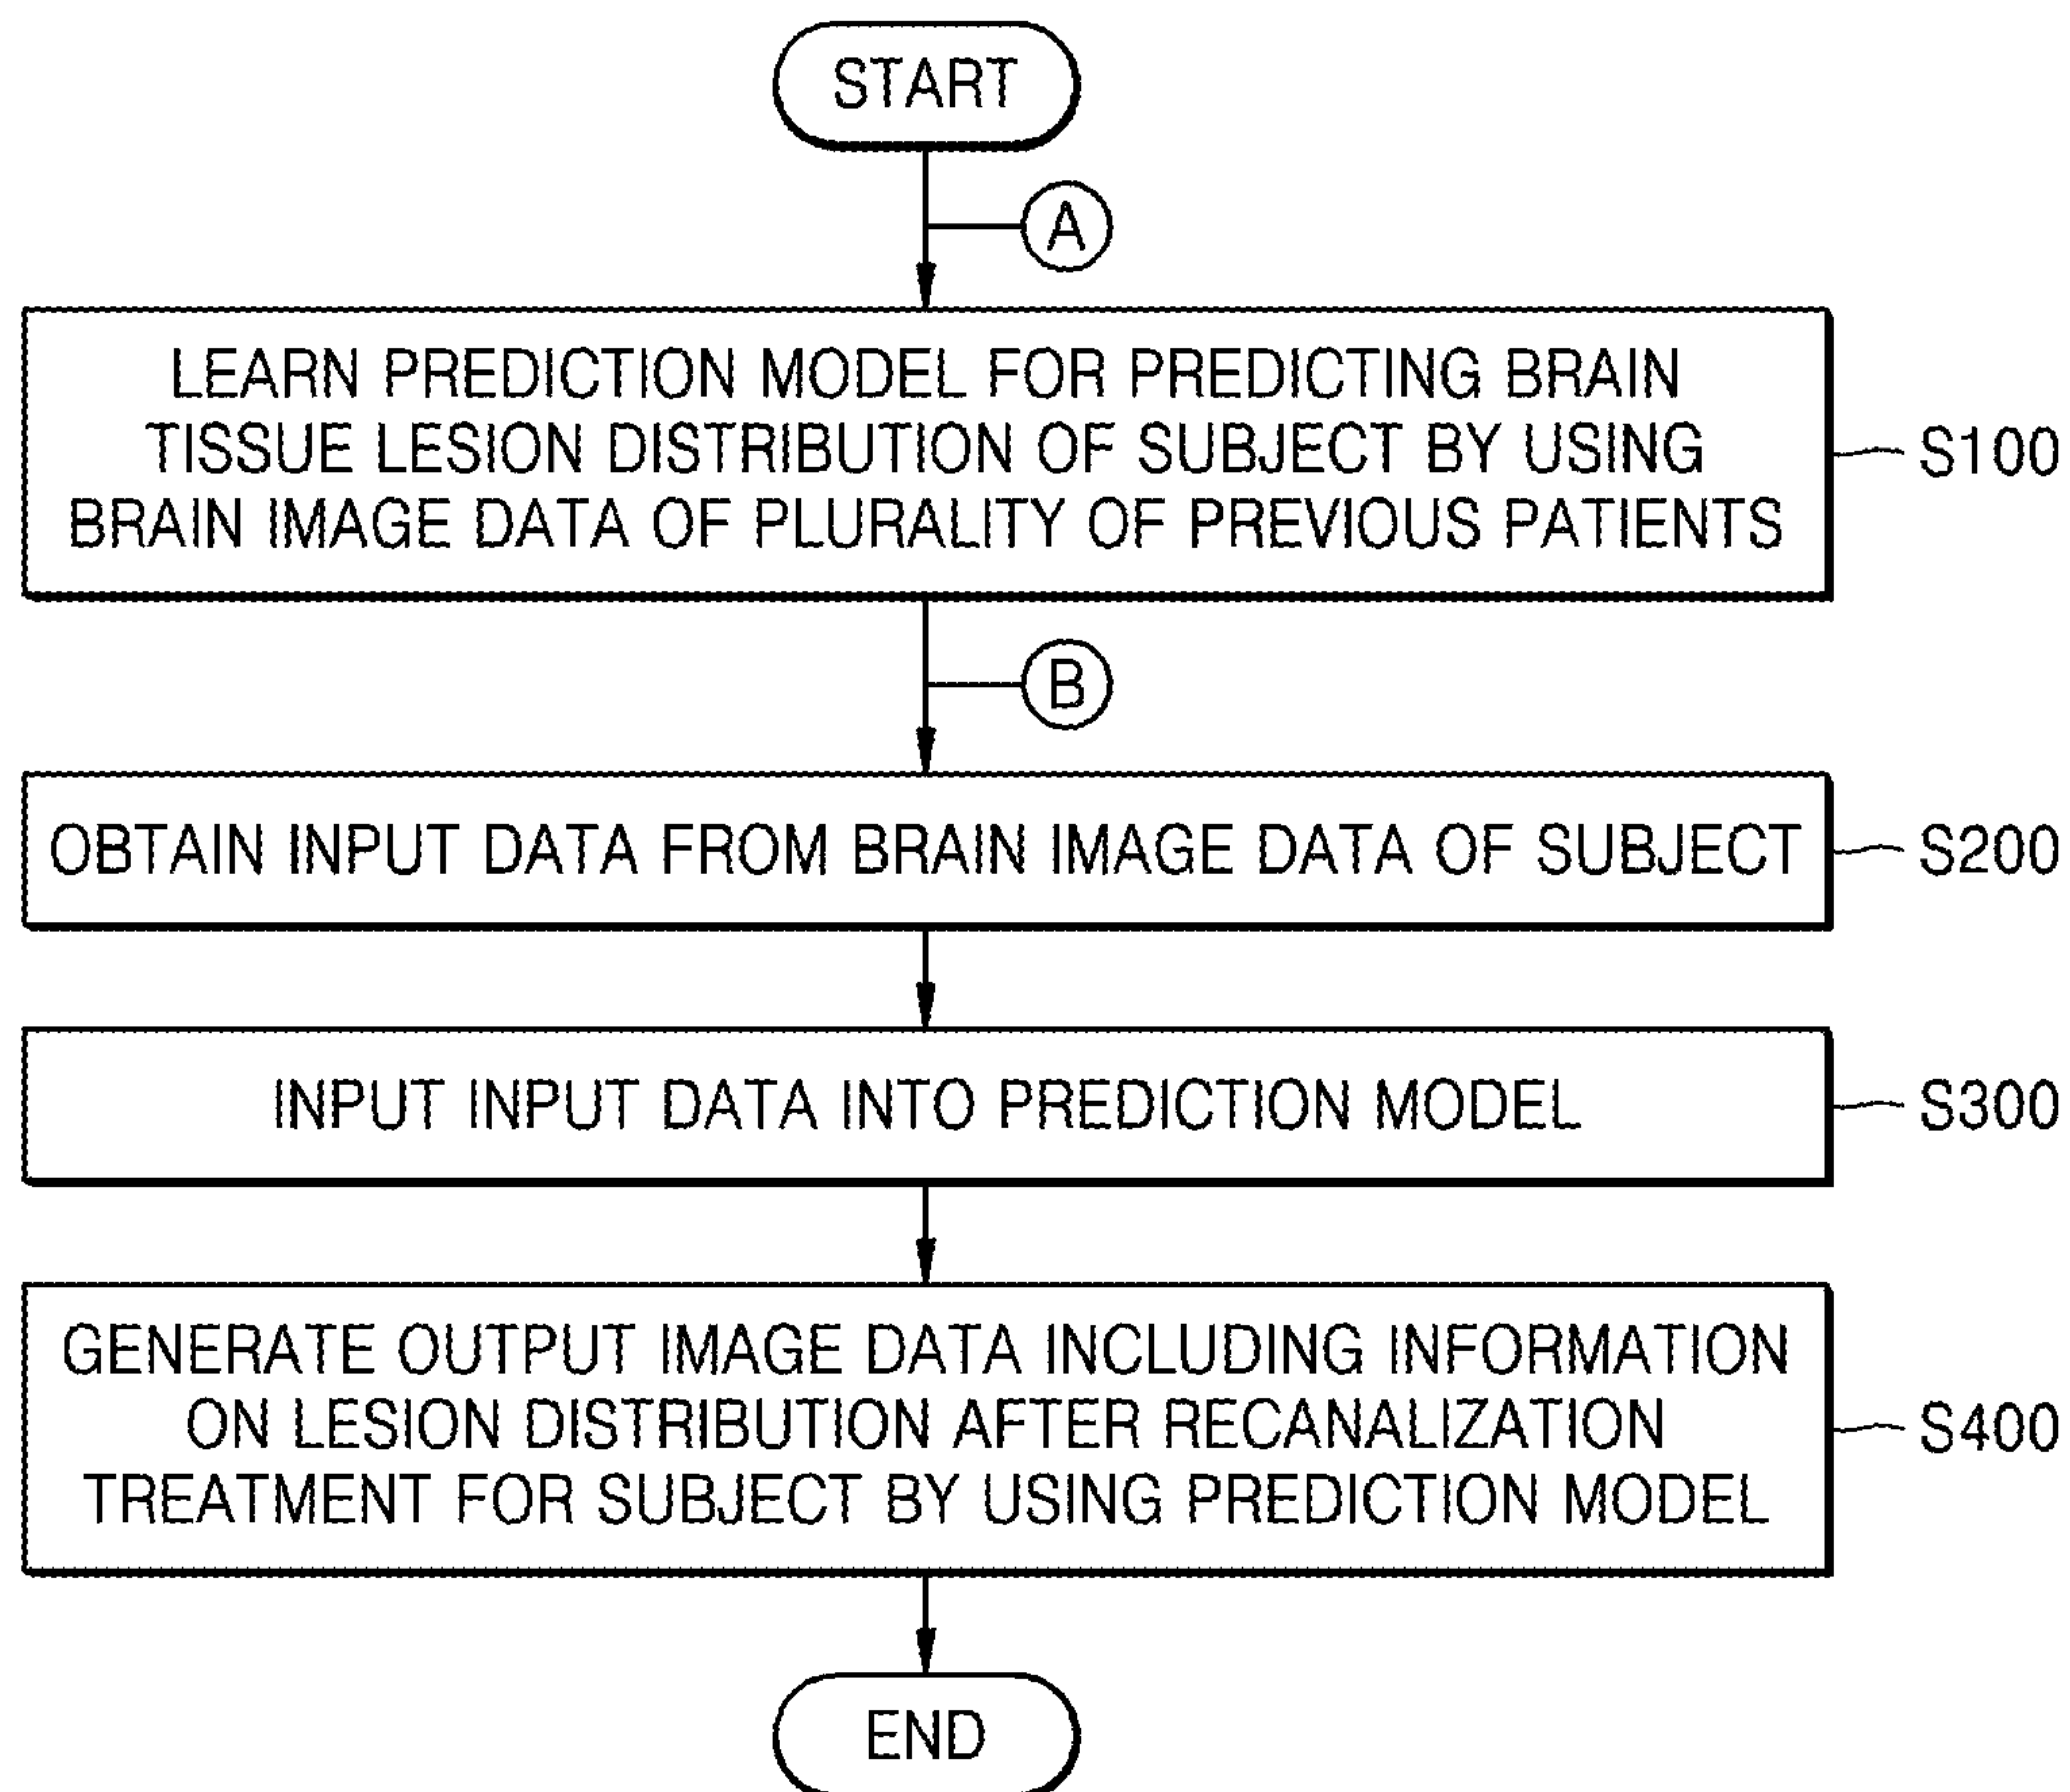 START
A
LEARN PREDICTION MODEL FOR PREDICTING BRAIN
TISSUE LESION DISTRIBUTION OF SUBJECT BY USING
BRAIN IMAGE DATA OF PLURALITY OF PREVIOUS PATIENTS
S100
B
OBTAIN INPUT DATA FROM BRAIN IMAGE DATA OF SUBJECT
S200
INPUT INPUT DATA INTO PREDICTION MODEL
S300
GENERATE OUTPUT IMAGE DATA INCLUDING INFORMATION
ON LESION DISTRIBUTION AFTER RECANALIZATION
TREATMENT FOR SUBJECT BY USING PREDICTION MODEL
S400
END